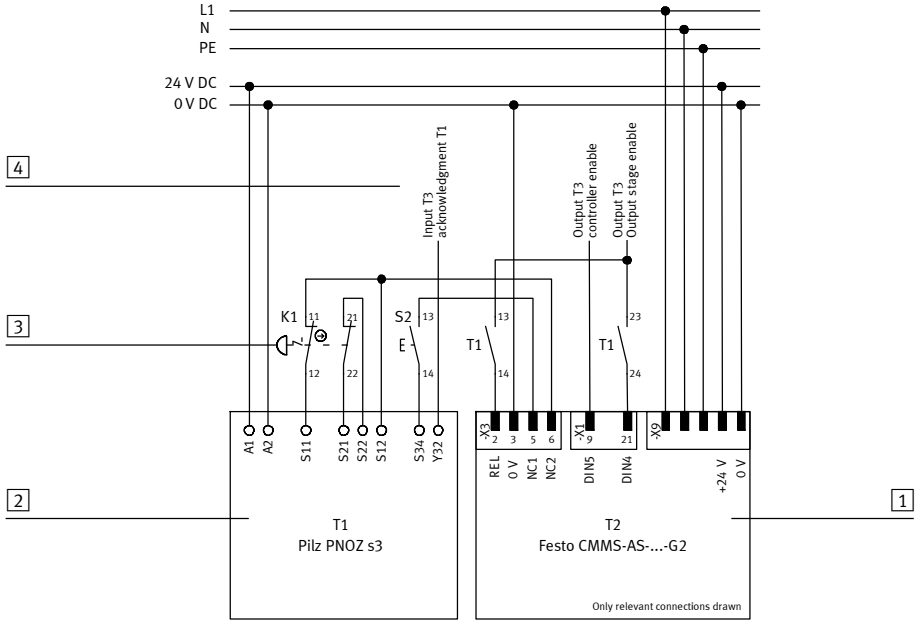 L1
N
PE
24 V DC
0 V DC
4
Input T3
acknowledgment T1
Output T3
controller enable
Output T3
Output stage enable
K1
11
21
S2
13
13
23
3
E
T1
T1
12
22
14
14
24
A1
A2
S11
S21
S22
S12
S34
Y32
-X3
2
3
5
6
-X1
9
21
-X9
REL
0 V
NC1
NC2
DIN5
DIN4
+24 V
0 V
2
1
T1
Pilz PNOZ s3
T2
Festo CMMS-AS-...-G2
Only relevant connections drawn